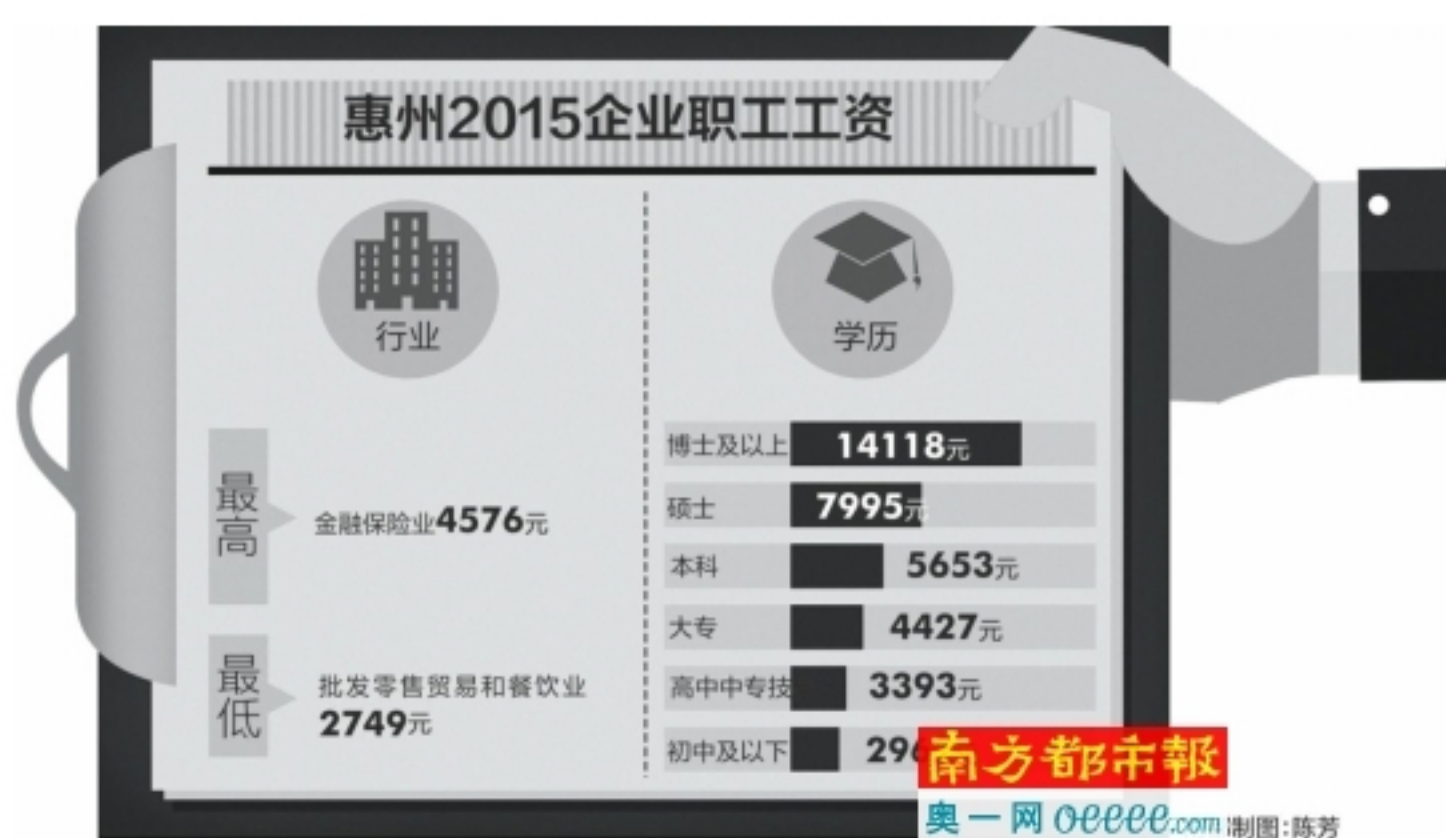 惠州2015企业职工工资
行业
最高
金融保险业4576元
最低
批发零售贸易和餐饮业
2749元
学历
博士及以上 14118元
硕士 7995元
本科 5653元
大专 4427元
高中中专技 3393元
初中及以下
南方都市報
奥一网 oeeee.com 制图:陈芳